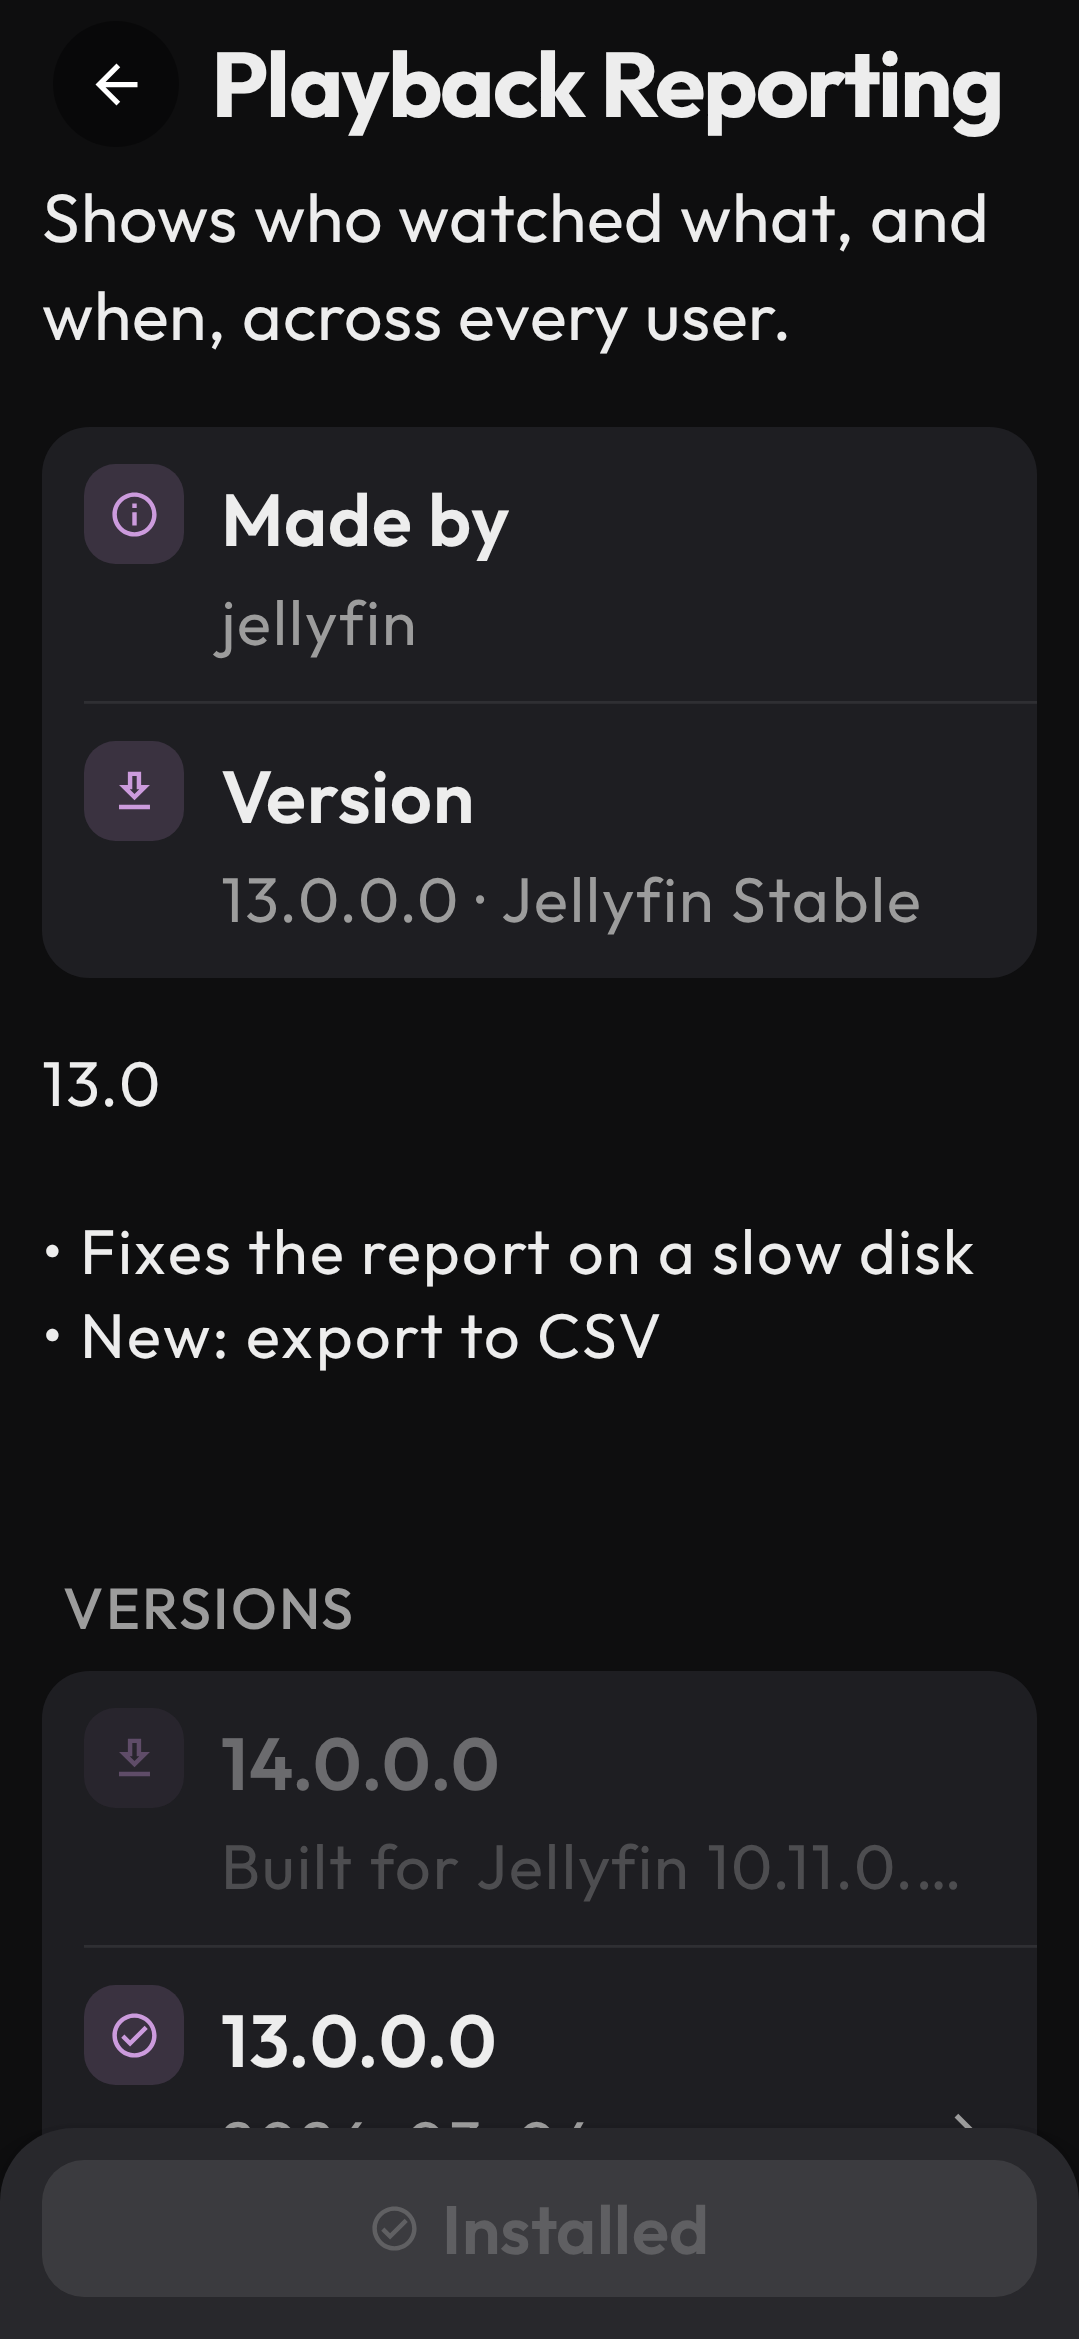 Playback Reporting
Shows who watched what, and
when, across every user.
Made by
jellyfin
Version
13.0.0.0 · Jellyfin Stable
13.0
• Fixes the report on a slow disk
• New: export to CSV
VERSIONS
14.0.0.0
Built for Jellyfin 10.11.0.…
13.0.0.0
Installed